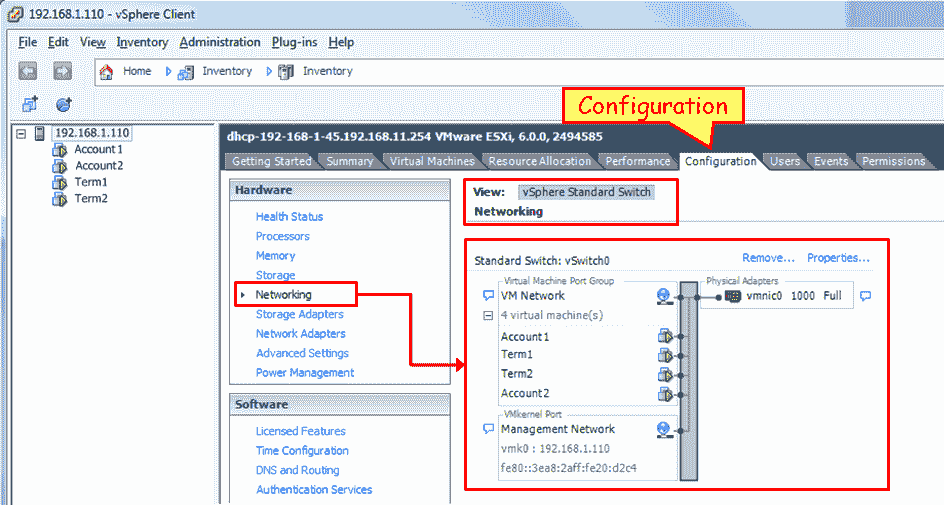 192.168.1.110 - vSphere Client
File Edit View Inventory Administration Plug-ins Help
Home Inventory Inventory
Configuration
192.168.1.110
Account1
Account2
Term1
Term2
dhcp-192-168-1-45.192.168.11.254 VMware ESXi, 6.0.0, 2494585
Getting Started Summary Virtual Machines Resource Allocation Performance Configuration Users Events Permissions
Hardware
Health Status
Processors
Memory
Storage
Networking
Storage Adapters
Network Adapters
Advanced Settings
Power Management
Software
Licensed Features
Time Configuration
DNS and Routing
Authentication Services
View: vSphere Standard Switch
Networking
Standard Switch: vSwitch0 Remove... Properties...
Virtual Machine Port Group
VM Network
4 virtual machine(s)
Account1
Term1
Term2
Account2
VMkernel Port
Management Network
vmk0 : 192.168.1.110
fe80::3ea8:2aff:fe20:d2c4
Physical Adapters
vmnic0 1000 Full